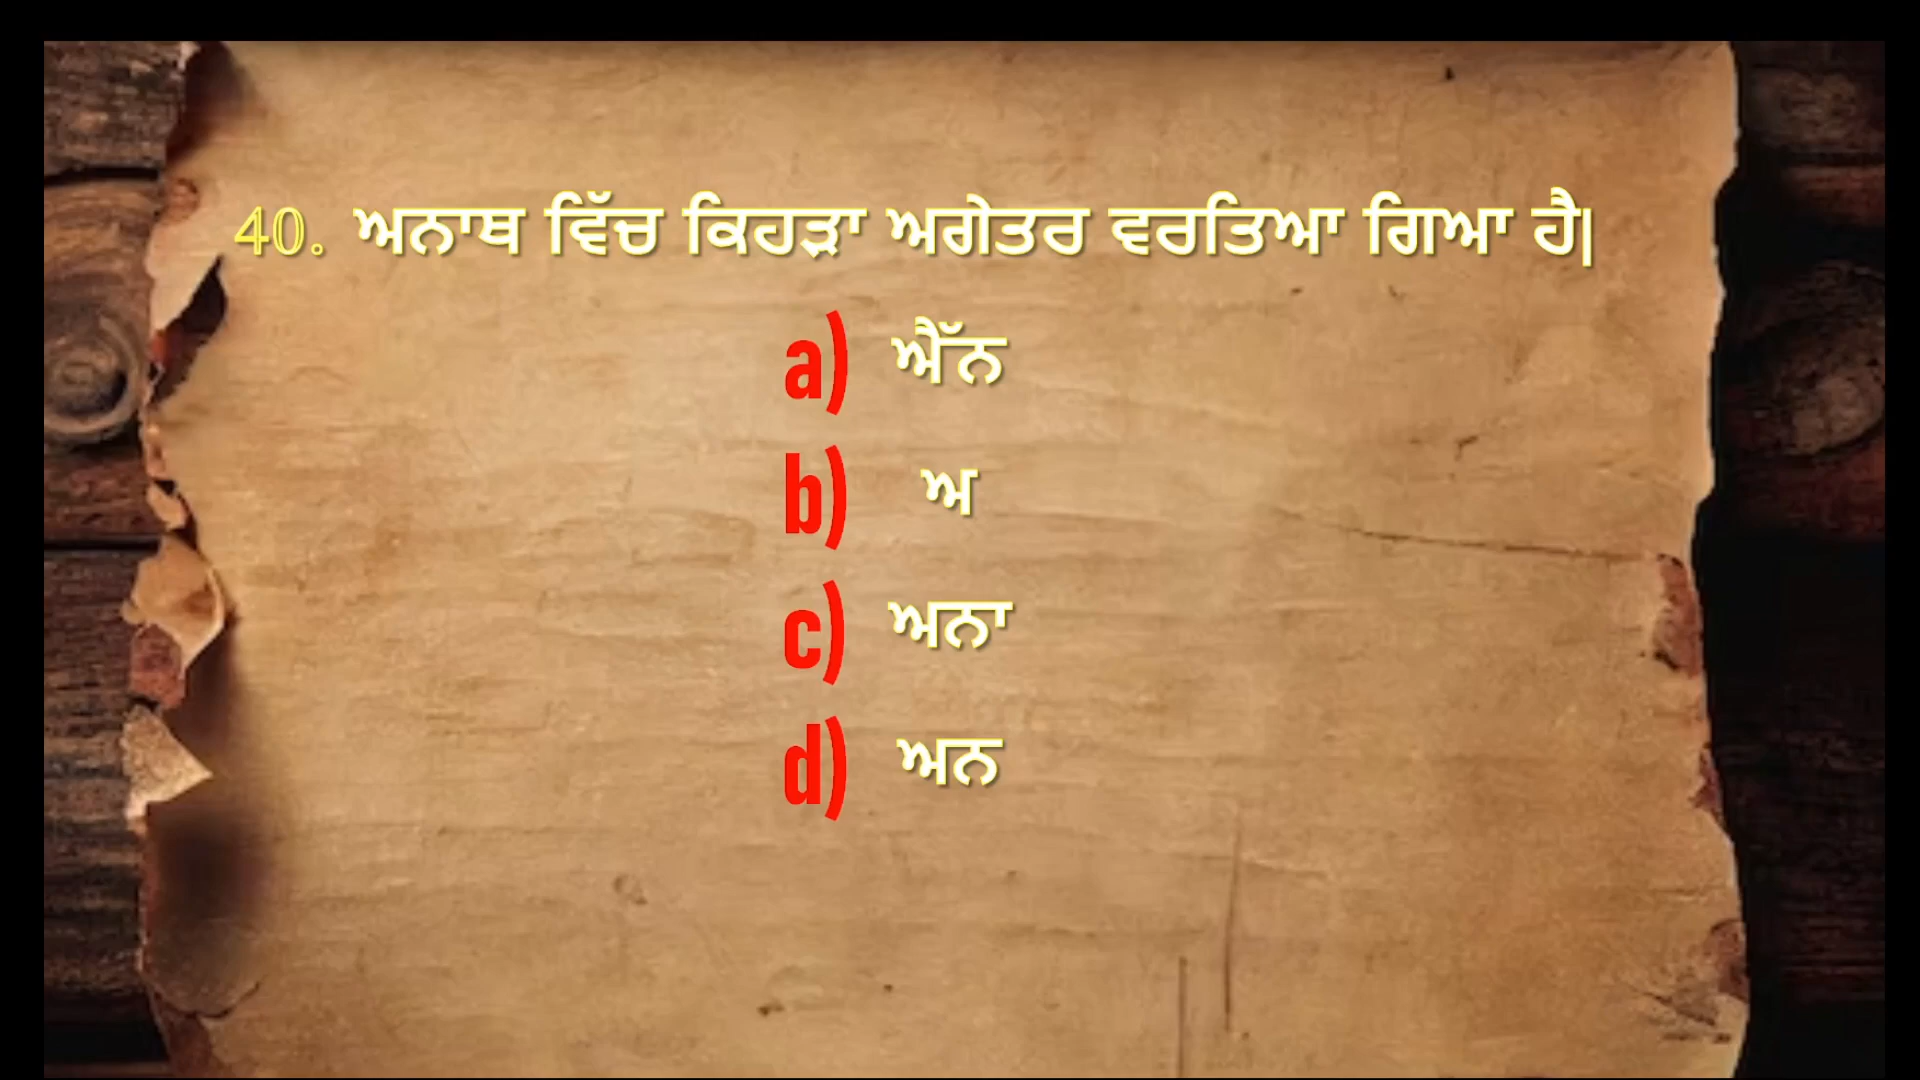 40. ਅਨਾਥ ਵਿੱਚ ਕਿਹੜਾ ਅਗੇਤਰ ਵਰਤਿਆ ਗਿਆ ਹੈ|
a) ਐੱਨ
b) ਅ
c) ਅਨਾ
d) ਅਨ